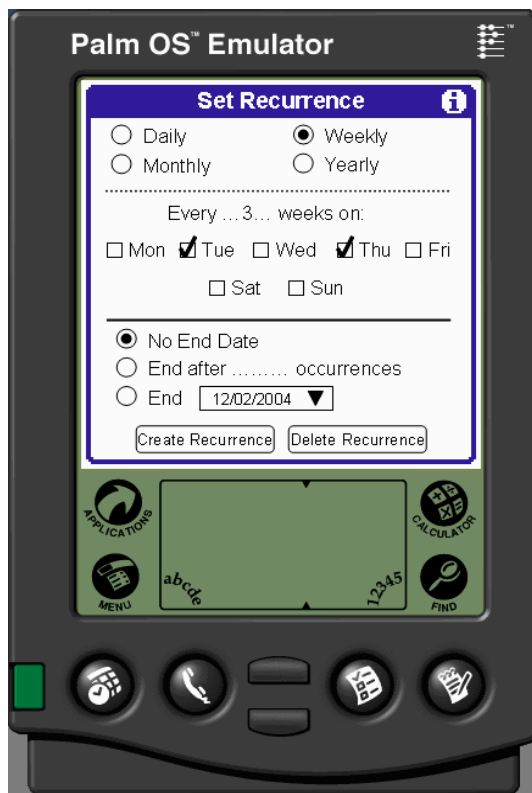 Palm OS™ Emulator
™
Set Recurrence
Daily Weekly
Monthly Yearly
Every ...3... weeks on:
Mon Tue Wed Thu Fri
Sat Sun
No End Date
End after ......... occurrences
End 12/02/2004
Create Recurrence Delete Recurrence
APPLICATIONS CALCULATOR
abcde 12345
MENU FIND